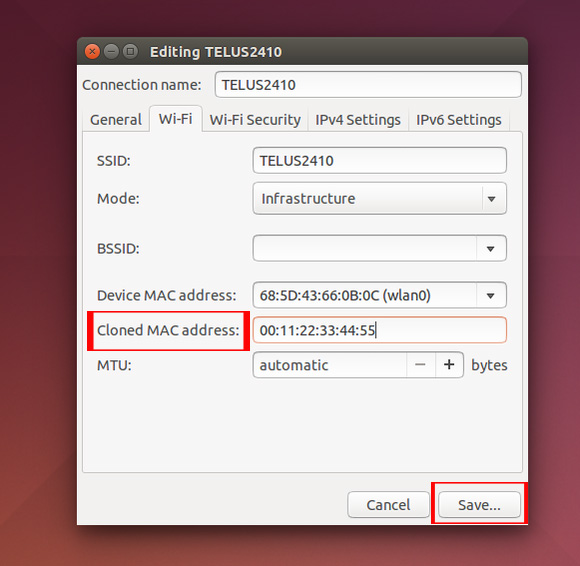 Editing TELUS2410
Connection name: TELUS2410
General Wi-Fi Wi-Fi Security IPv4 Settings IPv6 Settings
SSID: TELUS2410
Mode: Infrastructure
BSSID:
Device MAC address: 68:5D:43:66:0B:0C (wlan0)
Cloned MAC address: 00:11:22:33:44:55
MTU: automatic − + bytes
Cancel Save...